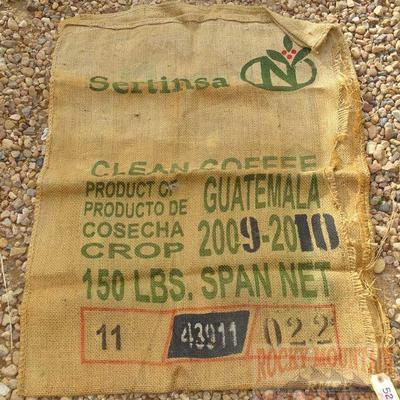 Sertinsa N
CLEAN COFFEE
PRODUCT OF
PRODUCTO DE
GUATEMALA
COSECHA
CROP
2009-2010
150 LBS. SPAN NET
11 43911 022
ROCKY MOUNTAIN